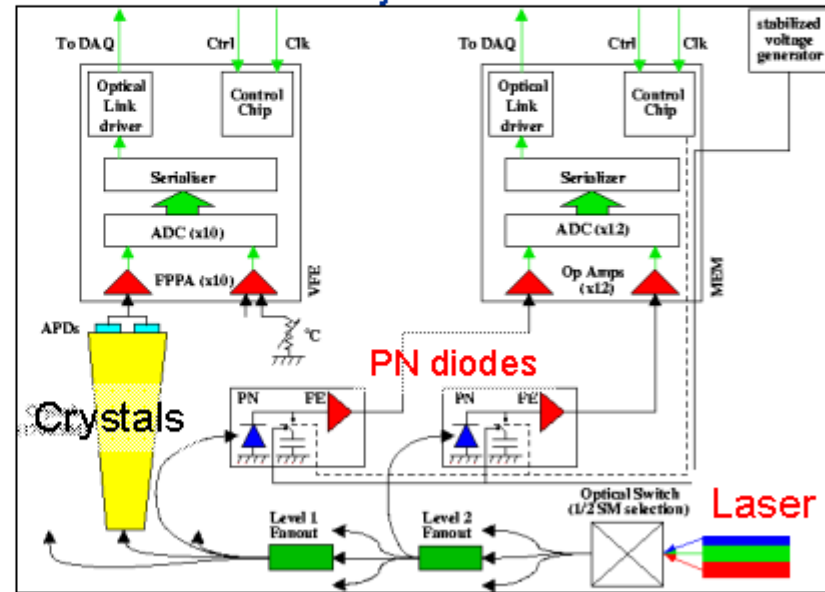 To DAQ
Ctrl
Clk
To DAQ
Ctrl
Clk
stabilized
voltage
generator
Optical
Link
driver
Control
Chip
Optical
Link
driver
Control
Chip
Serialiser
Serializer
ADC (x10)
ADC (x12)
FPPA (x10)
VFE
Op Amps
(x12)
MEM
APDs
°C
PN diodes
PN
FE
PN
FE
Crystals
Optical Switch
(1/2 SM selection)
Laser
Level 1
Fanout
Level 2
Fanout